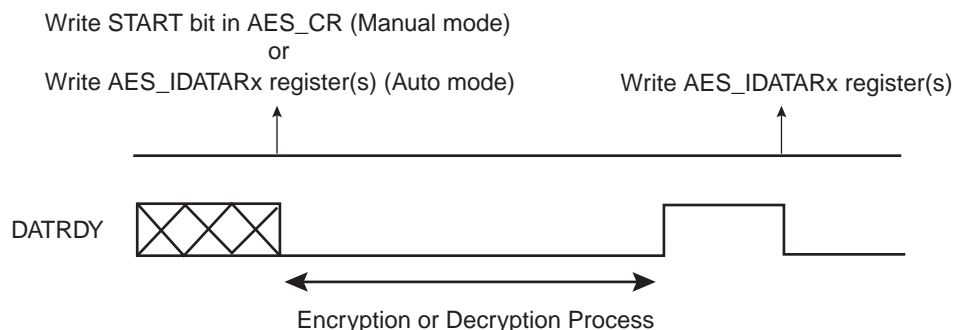 Write START bit in AES_CR (Manual mode)
or
Write AES_IDATARx register(s) (Auto mode)
Write AES_IDATARx register(s)
DATRDY
Encryption or Decryption Process